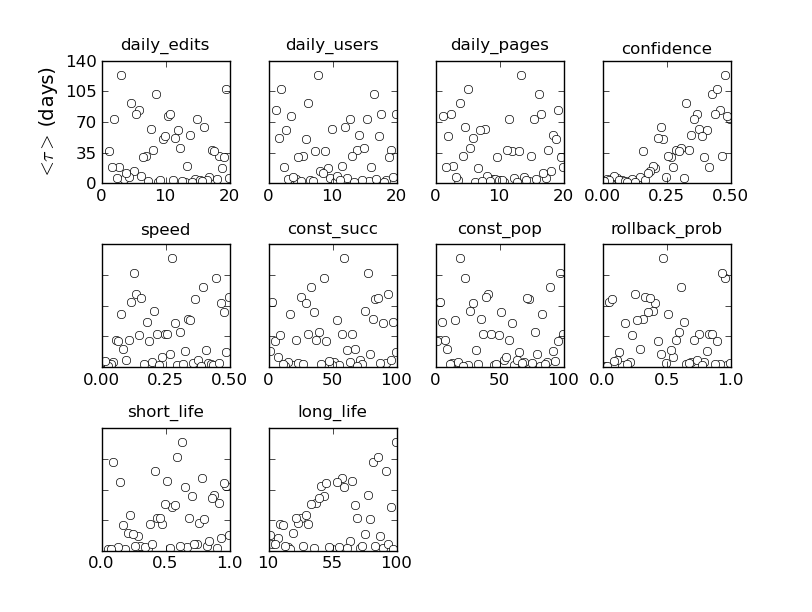 daily_edits daily_users daily_pages confidence
<τ> (days)
140
105
70
35
0
0 10 20 0 10 20 0 10 20 0.00 0.25 0.50
speed const_succ const_pop rollback_prob
0.00 0.25 0.50 0 50 100 0 50 100 0.0 0.5 1.0
short_life long_life
0.0 0.5 1.0 10 55 100